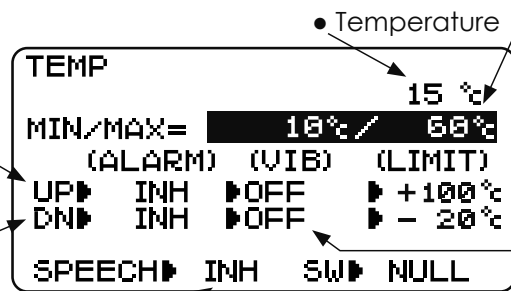 ● Temperature
TEMP
15 °c
MIN/MAX= 10°c/ 60°c
(ALARM) (VIB) (LIMIT)
UP▶ INH ▶OFF ▶ +100°c
DN▶ INH ▶OFF ▶ - 20°c
SPEECH▶ INH SW▶ NULL